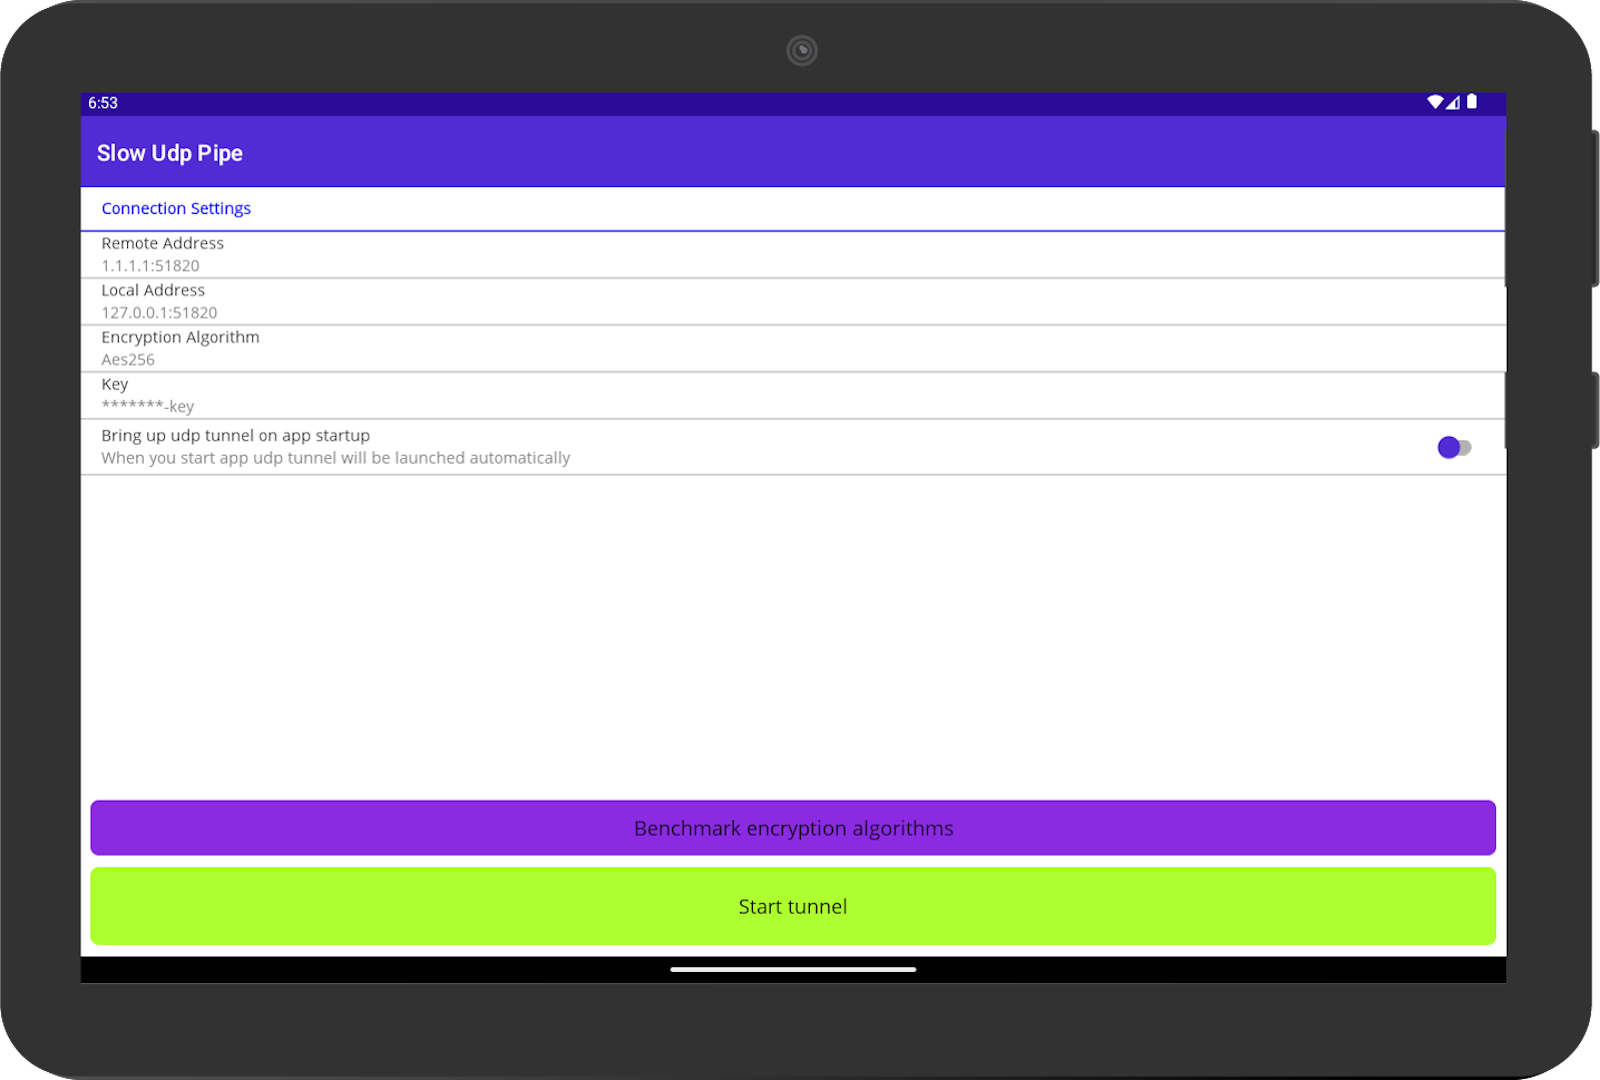 6:53
Slow Udp Pipe
Connection Settings
Remote Address
1.1.1.1:51820
Local Address
127.0.0.1:51820
Encryption Algorithm
Aes256
Key
*******-key
Bring up udp tunnel on app startup
When you start app udp tunnel will be launched automatically
Benchmark encryption algorithms
Start tunnel